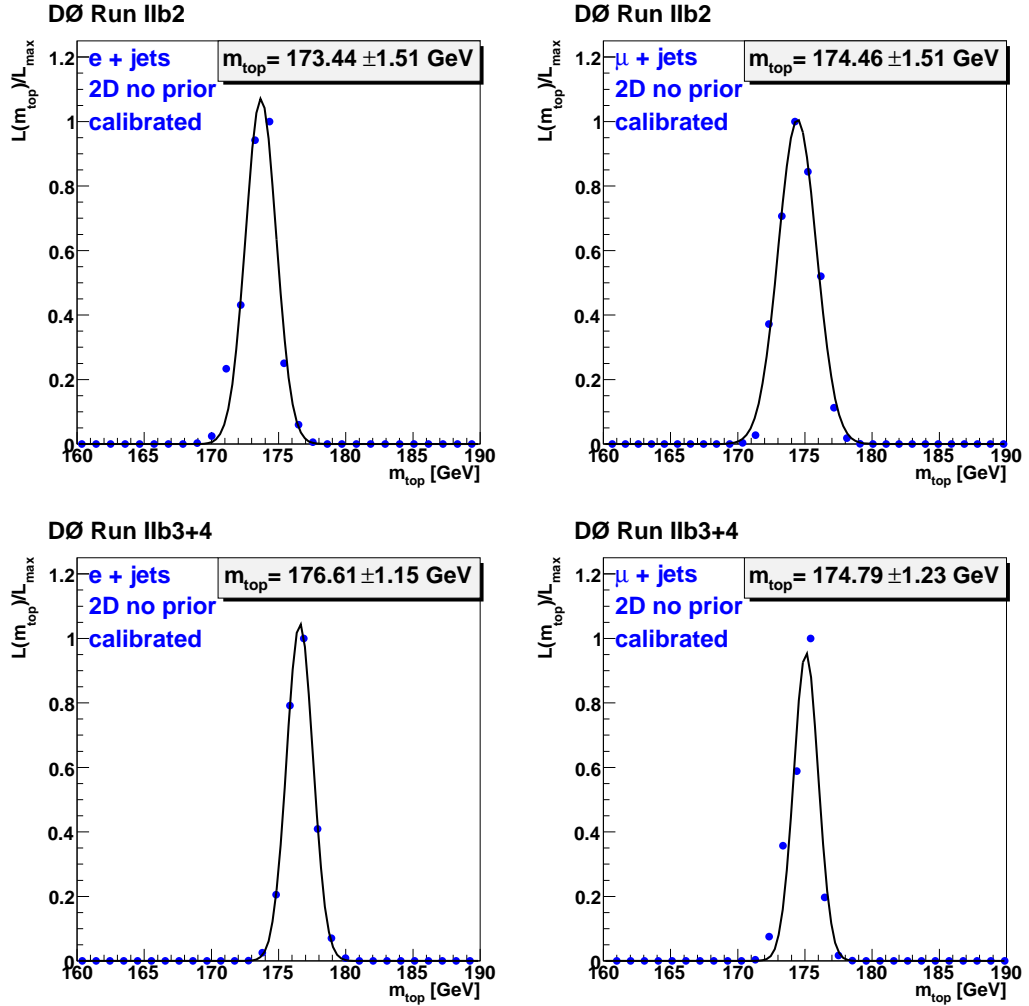 DØ Run IIb2
L(m_top)/L_max
e + jets
2D no prior
calibrated
m_top= 173.44 ±1.51 GeV
1.2
1
0.8
0.6
0.4
0.2
0
160 165 170 175 180 185 190
m_top [GeV]
DØ Run IIb2
L(m_top)/L_max
μ + jets
2D no prior
calibrated
m_top= 174.46 ±1.51 GeV
1.2
1
0.8
0.6
0.4
0.2
0
160 165 170 175 180 185 190
m_top [GeV]
DØ Run IIb3+4
L(m_top)/L_max
e + jets
2D no prior
calibrated
m_top= 176.61 ±1.15 GeV
1.2
1
0.8
0.6
0.4
0.2
0
160 165 170 175 180 185 190
m_top [GeV]
DØ Run IIb3+4
L(m_top)/L_max
μ + jets
2D no prior
calibrated
m_top= 174.79 ±1.23 GeV
1.2
1
0.8
0.6
0.4
0.2
0
160 165 170 175 180 185 190
m_top [GeV]